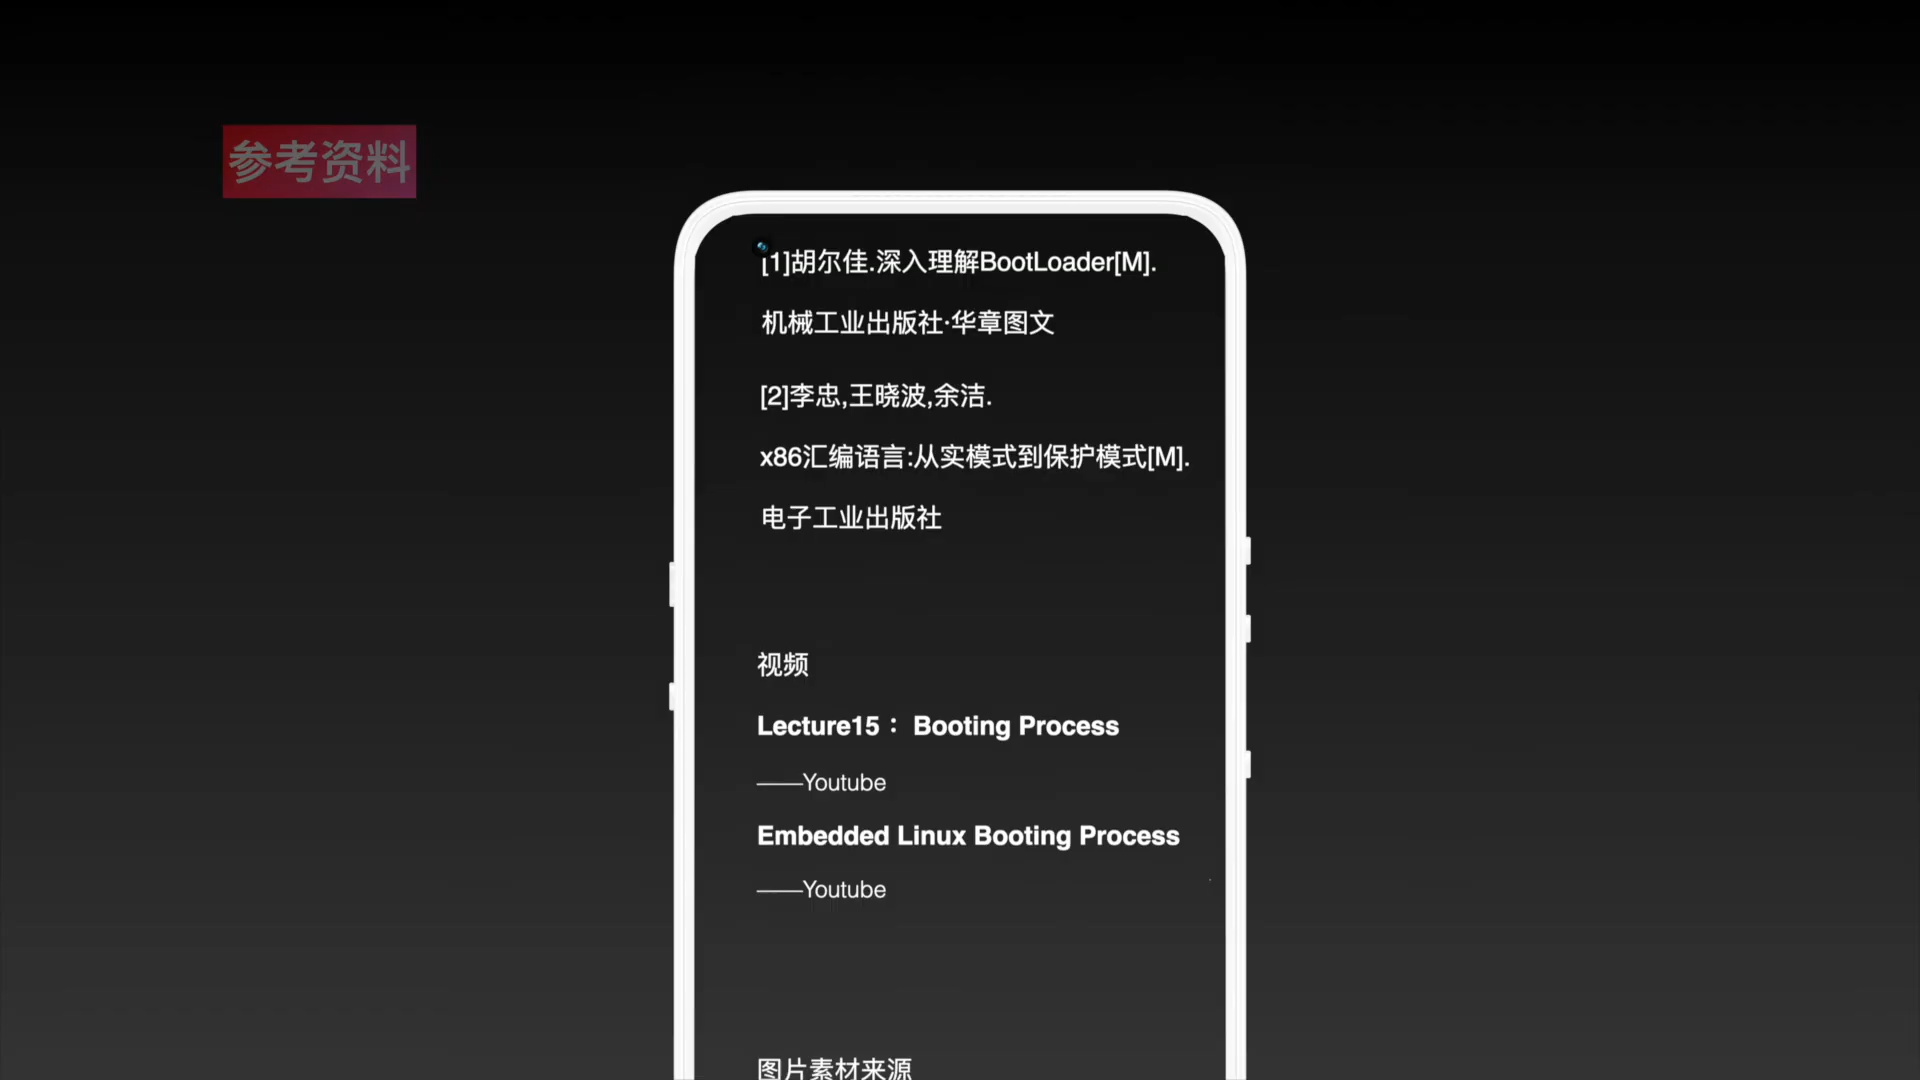 参考资料
[1]胡尔佳.深入理解BootLoader[M].
机械工业出版社·华章图文
[2]李忠,王晓波,余洁.
x86汇编语言:从实模式到保护模式[M].
电子工业出版社
视频
Lecture15： Booting Process
——Youtube
Embedded Linux Booting Process
——Youtube
图片素材来源